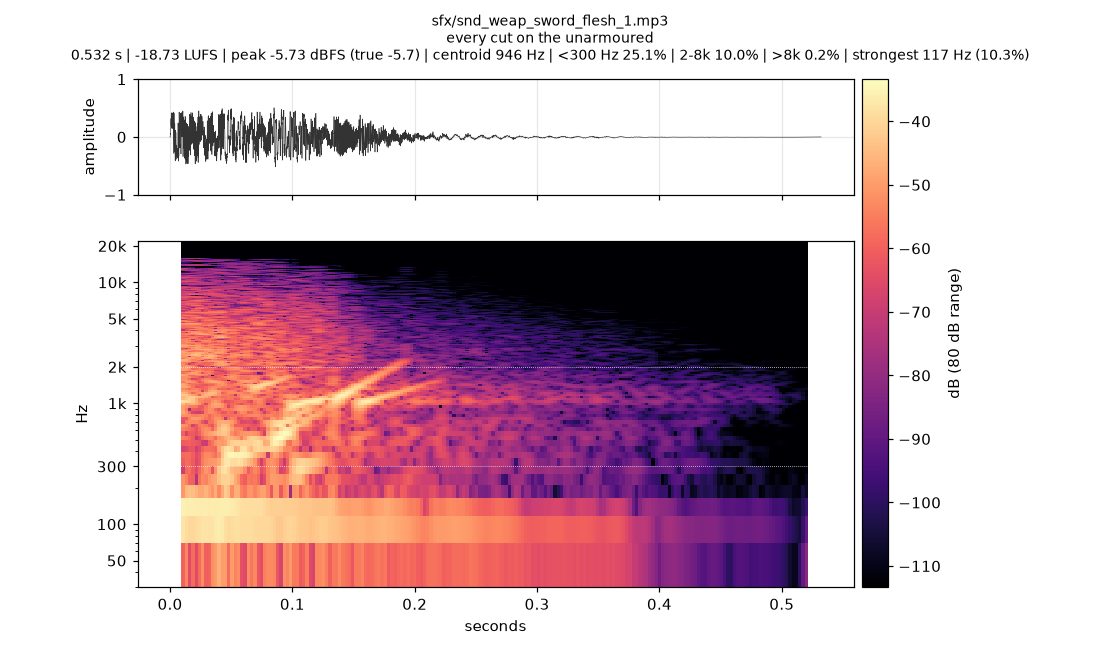 sfx/snd_weap_sword_flesh_1.mp3
every cut on the unarmoured
0.532 s | -18.73 LUFS | peak -5.73 dBFS (true -5.7) | centroid 946 Hz | <300 Hz 25.1% | 2-8k 10.0% | >8k 0.2% | strongest 117 Hz (10.3%)
amplitude
1
0
−1
Hz
20k
10k
5k
2k
1k
300
100
50
0.0 0.1 0.2 0.3 0.4 0.5
seconds
−40
−50
−60
−70
−80
−90
−100
−110
dB (80 dB range)